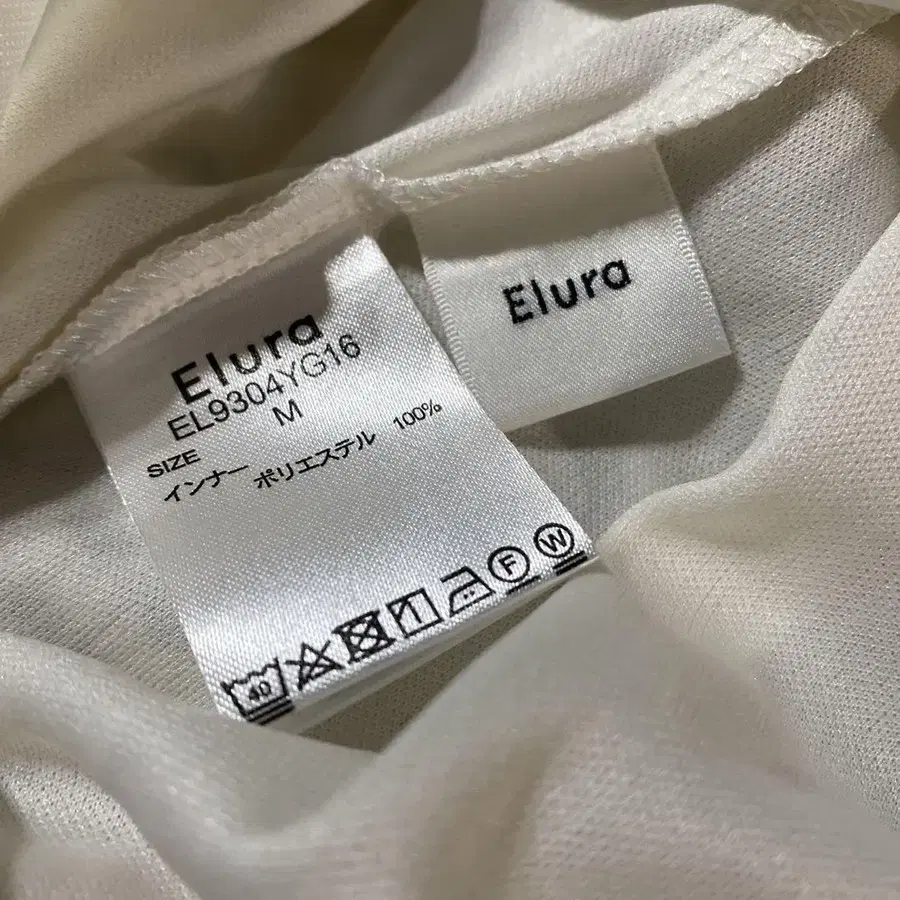 Elura
EL9304YG16
SIZE M
インナー ポリエステル 100%
40 F W
Elura